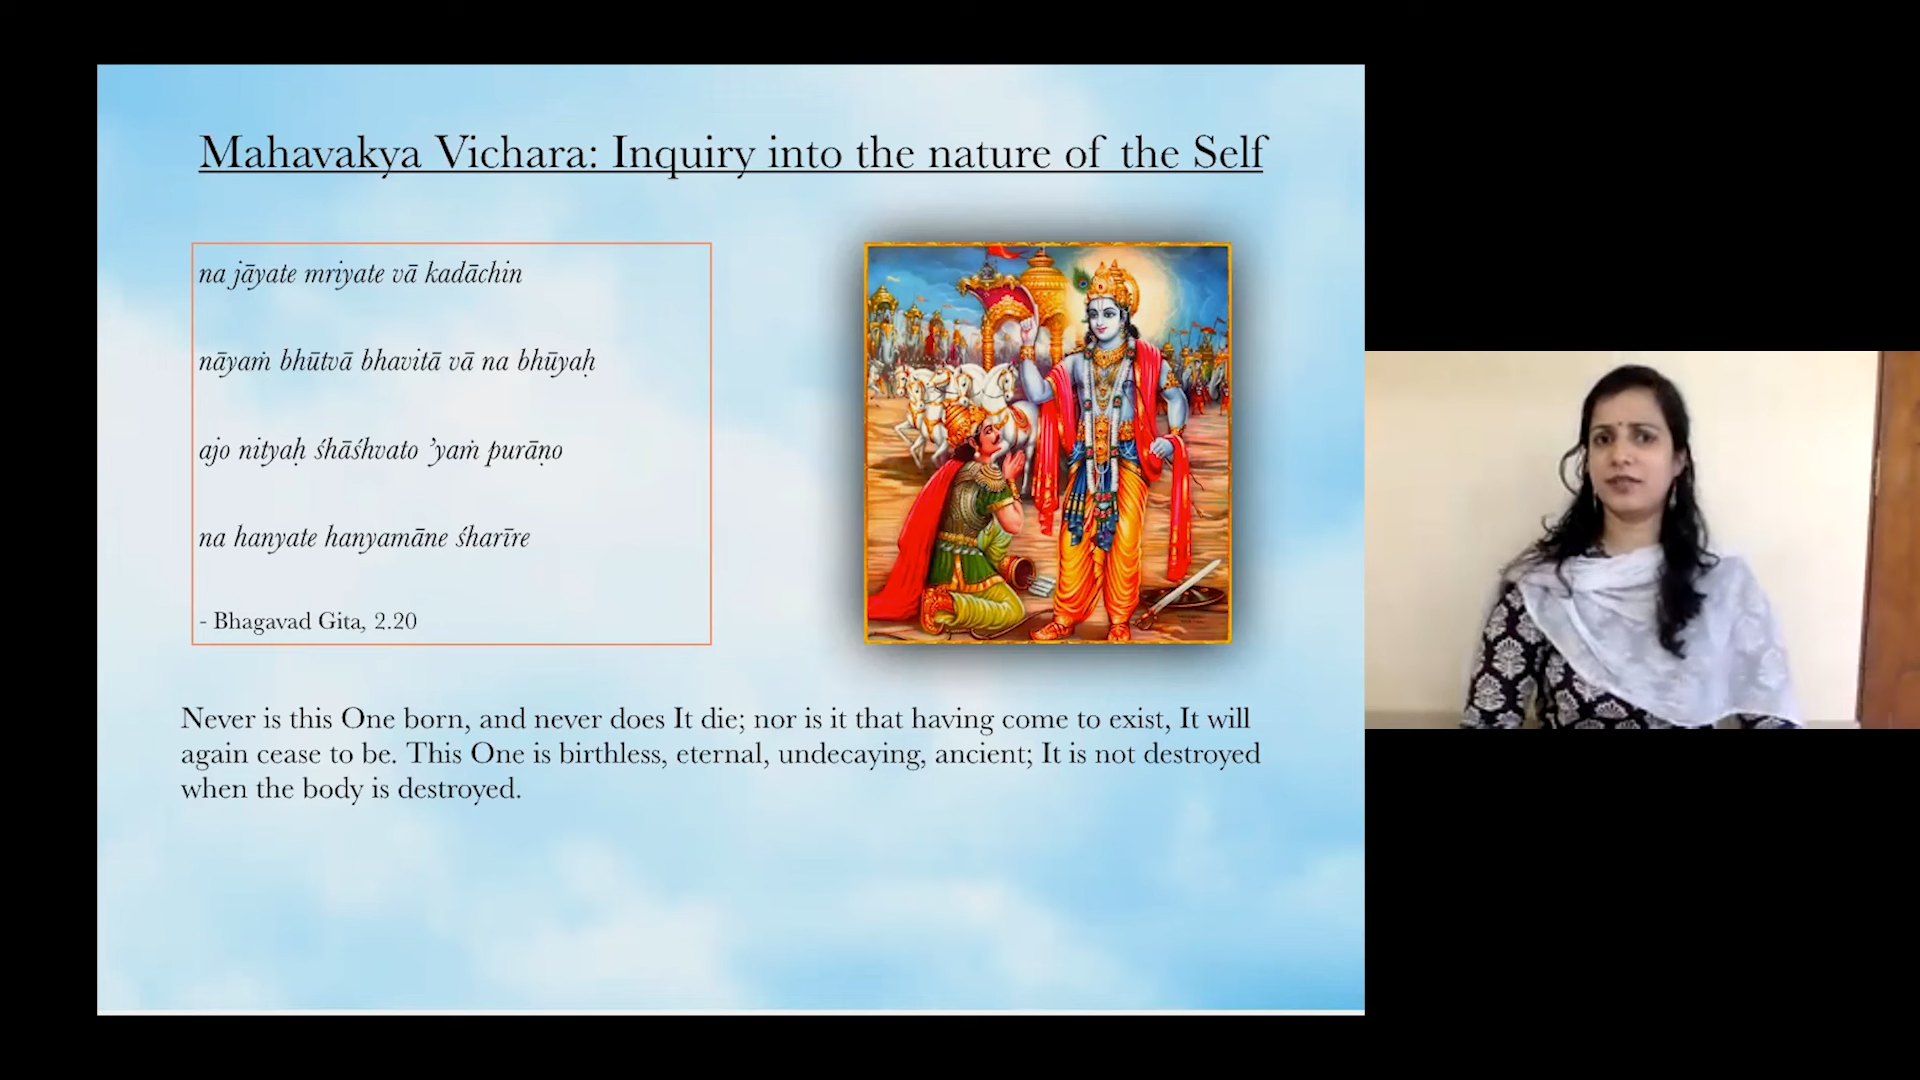 Mahavakya Vichara: Inquiry into the nature of the Self
na jāyate mriyate vā kadāchin
nāyaṁ bhūtvā bhavitā vā na bhūyaḥ
ajo nityaḥ śhāśhvato ’yaṁ purāṇo
na hanyate hanyamāne śharīre
- Bhagavad Gita, 2.20
Never is this One born, and never does It die; nor is it that having come to exist, It will
again cease to be. This One is birthless, eternal, undecaying, ancient; It is not destroyed
when the body is destroyed.